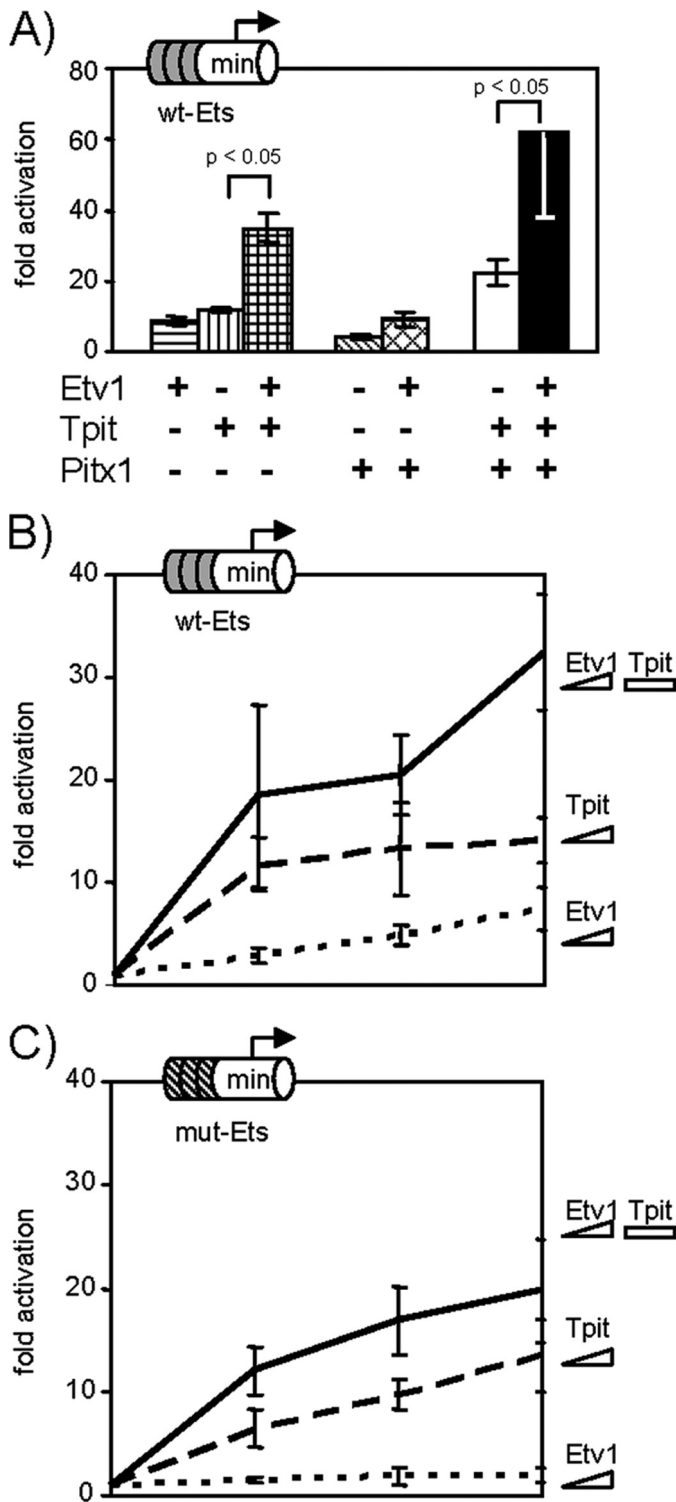 A)
min
wt-Ets
fold activation
80
60
40
20
0
p < 0.05
p < 0.05
Etv1 + - + - + - +
Tpit - + + - - + +
Pitx1 - - - + + + +
B)
min
wt-Ets
fold activation
40
30
20
10
0
Etv1 Tpit
Tpit
Etv1
C)
min
mut-Ets
fold activation
40
30
20
10
0
Etv1 Tpit
Tpit
Etv1